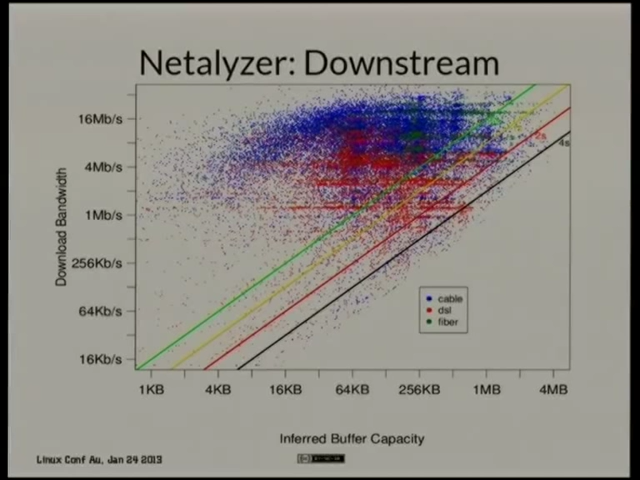 Netalyzer: Downstream
16Mb/s
4Mb/s
1Mb/s
256Kb/s
64Kb/s
16Kb/s
Download Bandwidth
2s
4s
cable
dsl
fiber
1KB
4KB
16KB
64KB
256KB
1MB
4MB
Inferred Buffer Capacity
Linux Conf Au, Jan 24 2013